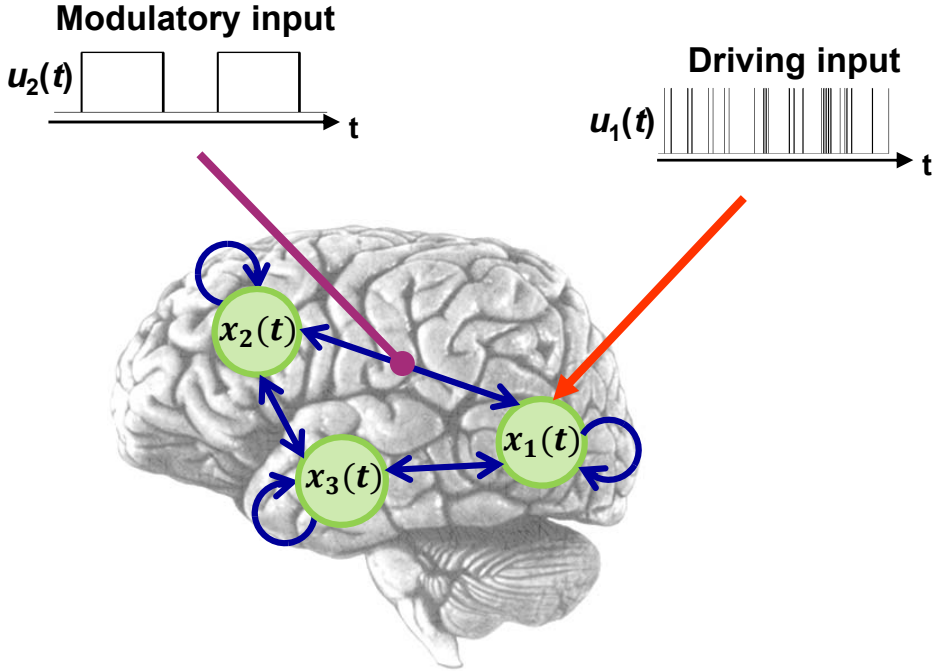 Modulatory input
u₂(t)
t
Driving input
u₁(t)
t
x₂(t)
x₁(t)
x₃(t)